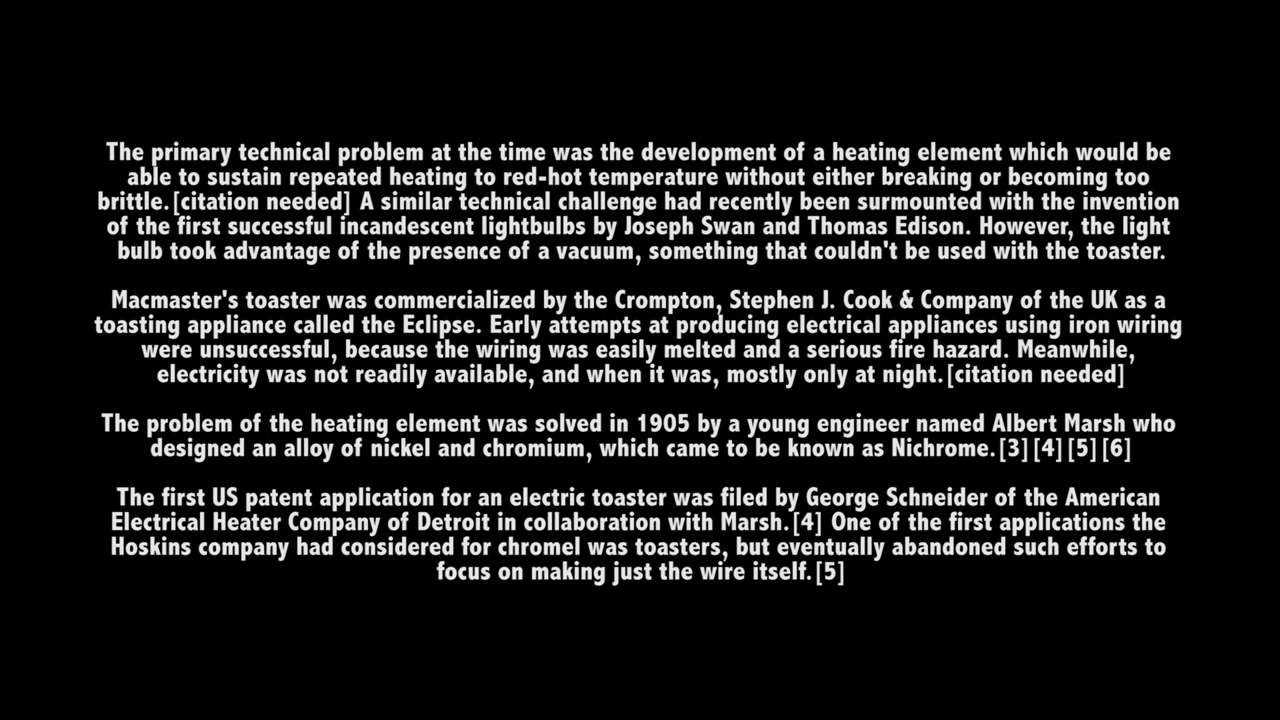 The primary technical problem at the time was the development of a heating element which would be
able to sustain repeated heating to red-hot temperature without either breaking or becoming too
brittle.[citation needed] A similar technical challenge had recently been surmounted with the invention
of the first successful incandescent lightbulbs by Joseph Swan and Thomas Edison. However, the light
bulb took advantage of the presence of a vacuum, something that couldn't be used with the toaster.
Macmaster's toaster was commercialized by the Crompton, Stephen J. Cook & Company of the UK as a
toasting appliance called the Eclipse. Early attempts at producing electrical appliances using iron wiring
were unsuccessful, because the wiring was easily melted and a serious fire hazard. Meanwhile,
electricity was not readily available, and when it was, mostly only at night.[citation needed]
The problem of the heating element was solved in 1905 by a young engineer named Albert Marsh who
designed an alloy of nickel and chromium, which came to be known as Nichrome.[3][4][5][6]
The first US patent application for an electric toaster was filed by George Schneider of the American
Electrical Heater Company of Detroit in collaboration with Marsh.[4] One of the first applications the
Hoskins company had considered for chromel was toasters, but eventually abandoned such efforts to
focus on making just the wire itself.[5]